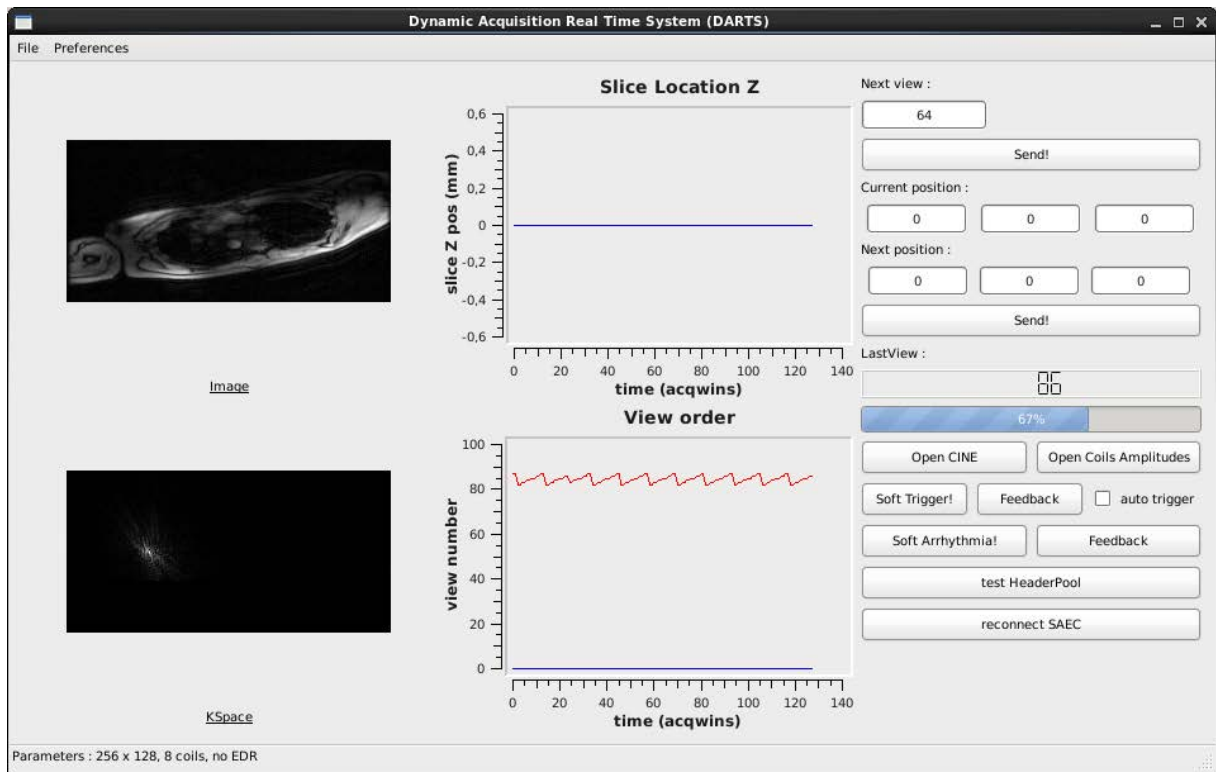 Dynamic Acquisition Real Time System (DARTS)
File Preferences
Image
KSpace
Slice Location Z
slice Z pos (mm)
0,6
0,4
0,2
0
-0,2
-0,4
-0,6
0 20 40 60 80 100 120 140
time (acqwins)
View order
view number
100
80
60
40
20
0
0 20 40 60 80 100 120 140
time (acqwins)
Next view :
64
Send!
Current position :
0 0 0
Next position :
0 0 0
Send!
LastView :
86
67%
Open CINE Open Coils Amplitudes
Soft Trigger! Feedback auto trigger
Soft Arrhythmia! Feedback
test HeaderPool
reconnect SAEC
Parameters : 256 x 128, 8 coils, no EDR